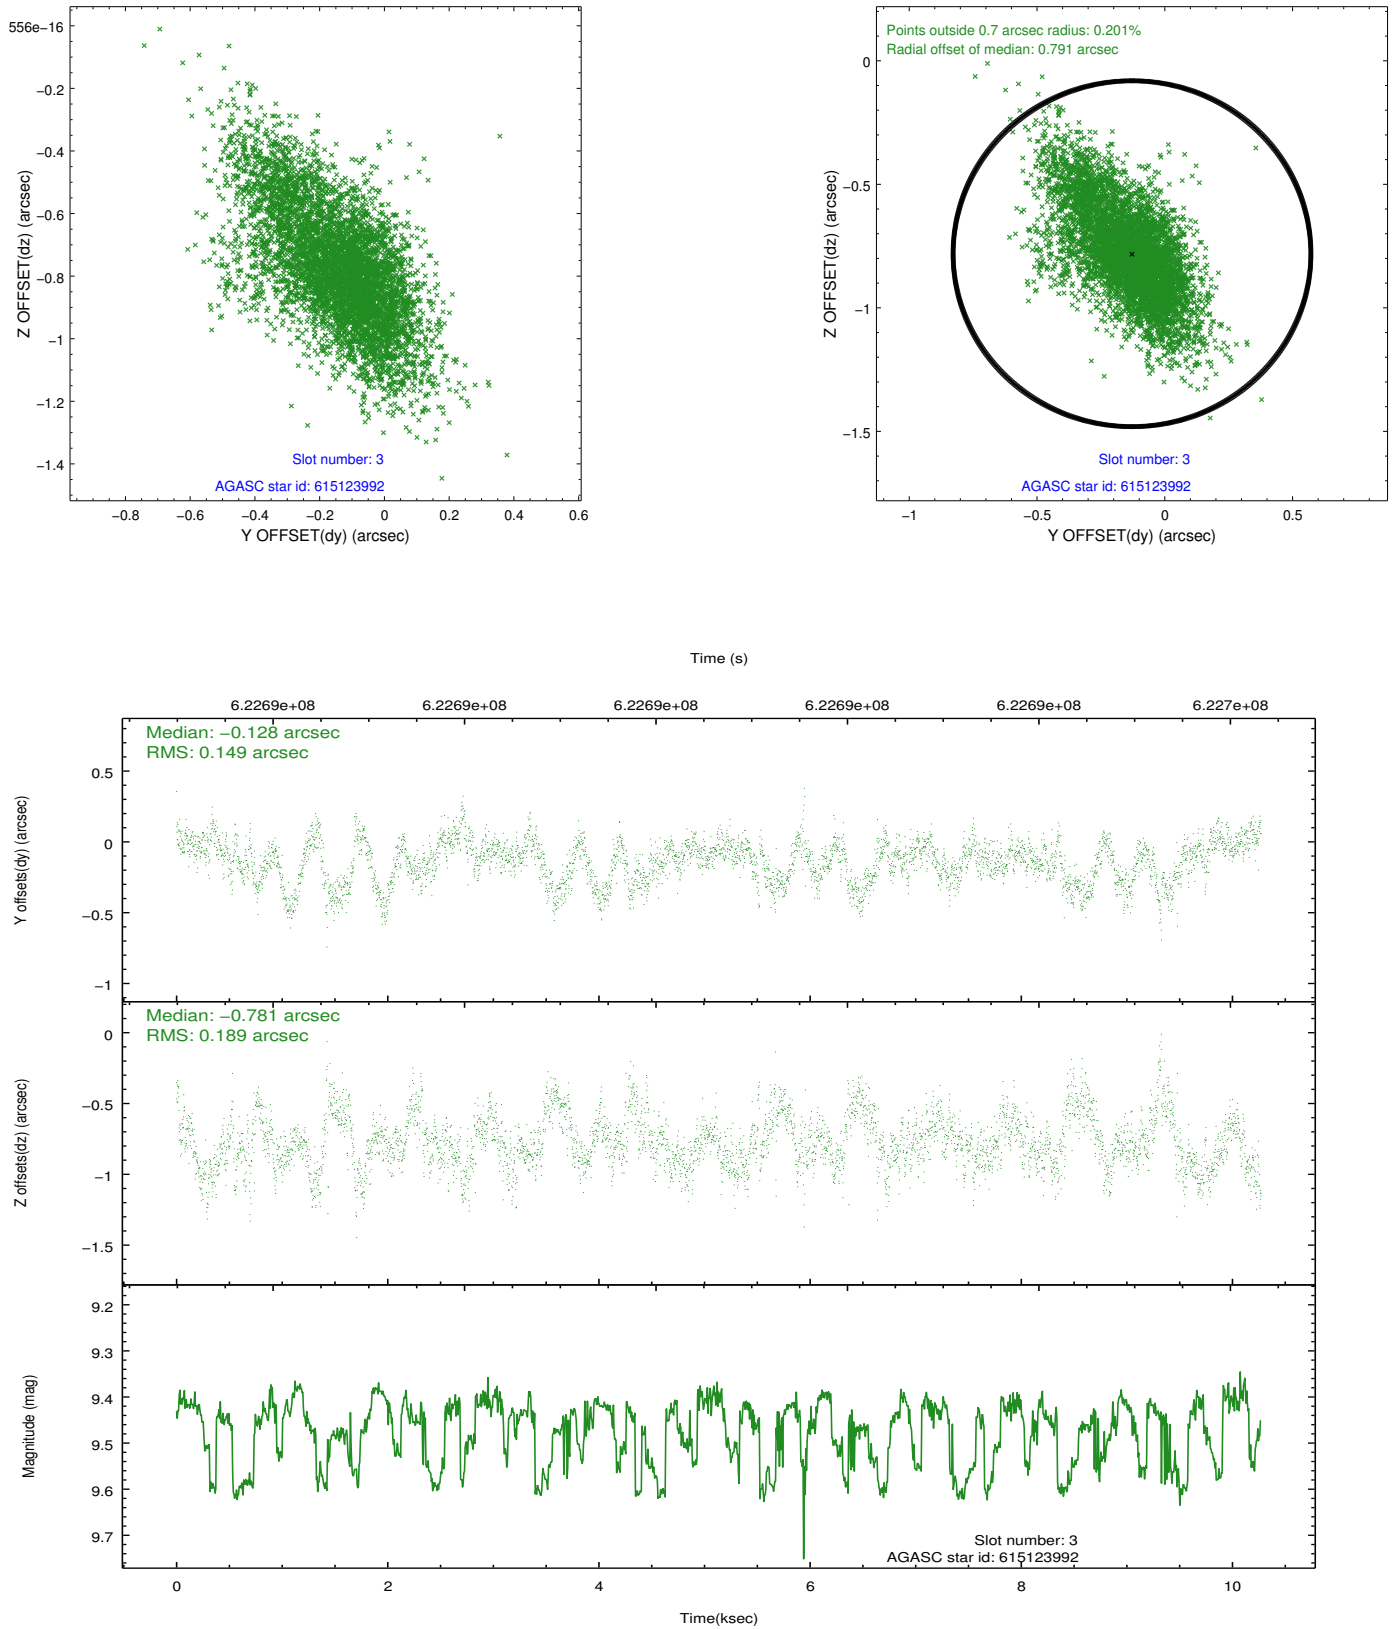 556e−16
−0.2
−0.4
−0.6
−0.8
−1
−1.2
−1.4
Z OFFSET(dz) (arcsec)
Slot number: 3
AGASC star id: 615123992
−0.8 −0.6 −0.4 −0.2 0 0.2 0.4 0.6
Y OFFSET(dy) (arcsec)
Points outside 0.7 arcsec radius: 0.201%
Radial offset of median: 0.791 arcsec
0
−0.5
−1
−1.5
Z OFFSET(dz) (arcsec)
Slot number: 3
AGASC star id: 615123992
−1 −0.5 0 0.5
Y OFFSET(dy) (arcsec)
Time (s)
6.2269e+08 6.2269e+08 6.2269e+08 6.2269e+08 6.2269e+08 6.227e+08
Median: −0.128 arcsec
RMS: 0.149 arcsec
0.5
0
−0.5
−1
Y offsets(dy) (arcsec)
Median: −0.781 arcsec
RMS: 0.189 arcsec
0
−0.5
−1
−1.5
Z offsets(dz) (arcsec)
9.2
9.3
9.4
9.5
9.6
9.7
Magnitude (mag)
Slot number: 3
AGASC star id: 615123992
0 2 4 6 8 10
Time(ksec)